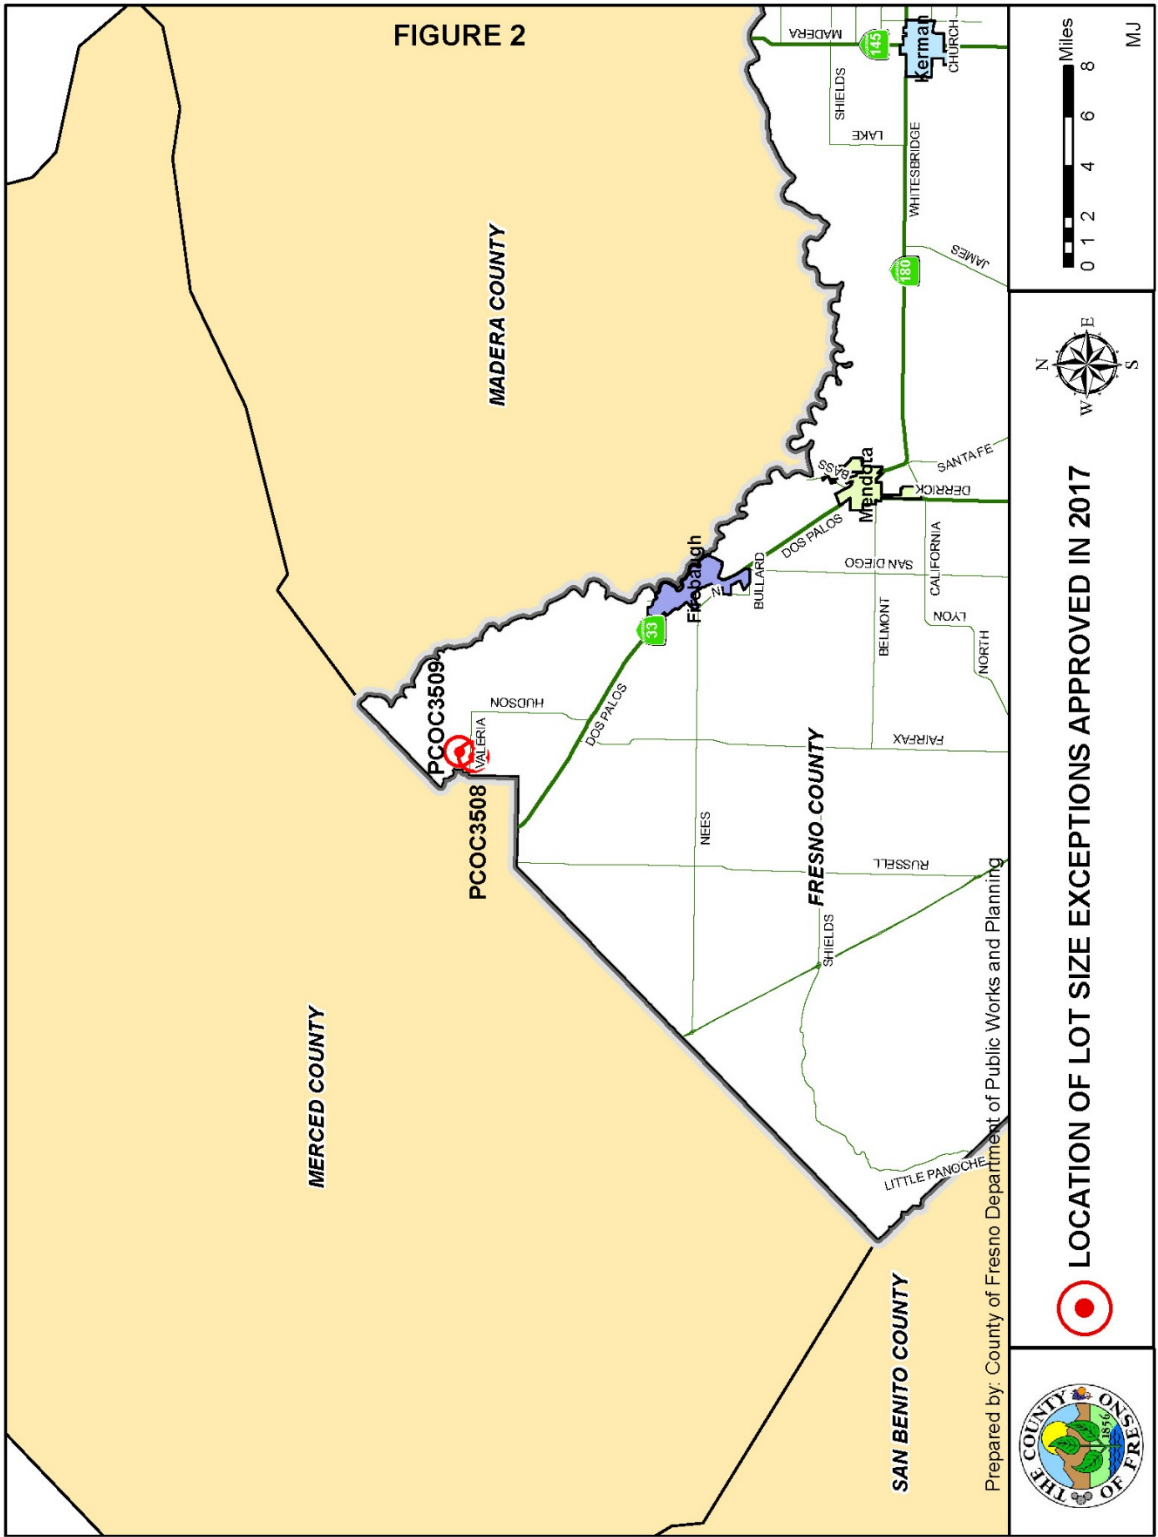 FIGURE 2
MERCED COUNTY
MADERA COUNTY
SAN BENITO COUNTY
FRESNO COUNTY
PCOC3509
PCOC3508
VALERIA
HUDSON
DOS PALOS
33
Firebaugh
NEES
BULLARD
DOS PALOS
BASS
Mendota
SAN DIEGO
BELMONT
CALIFORNIA
LYON
NORTH
DERRICK
SANTA FE
FAIRFAX
RUSSELL
SHIELDS
LITTLE PANOCHE
MADERA
SHIELDS
LAKE
145
Kerman
CHURCH
WHITESBRIDGE
180
JAMES
Prepared by: County of Fresno Department of Public Works and Planning
THE COUNTY OF FRESNO
1856
LOCATION OF LOT SIZE EXCEPTIONS APPROVED IN 2017
N
W
E
S
Miles
0 1 2 4 6 8
MJ